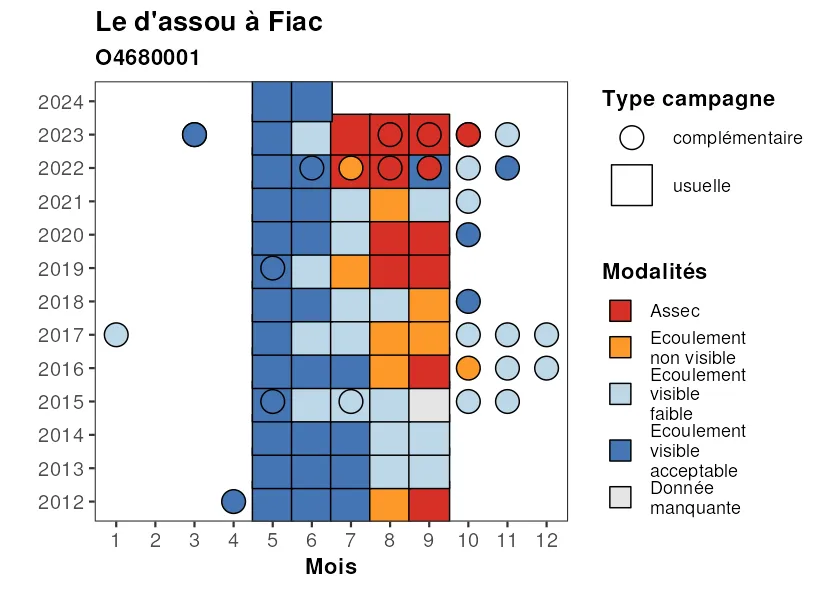 Le d'assou à Fiac
O4680001
2024
2023
2022
2021
2020
2019
2018
2017
2016
2015
2014
2013
2012
1 2 3 4 5 6 7 8 9 10 11 12
Mois
Type campagne
complémentaire
usuelle
Modalités
Assec
Ecoulement
non visible
Ecoulement
visible
faible
Ecoulement
visible
acceptable
Donnée
manquante